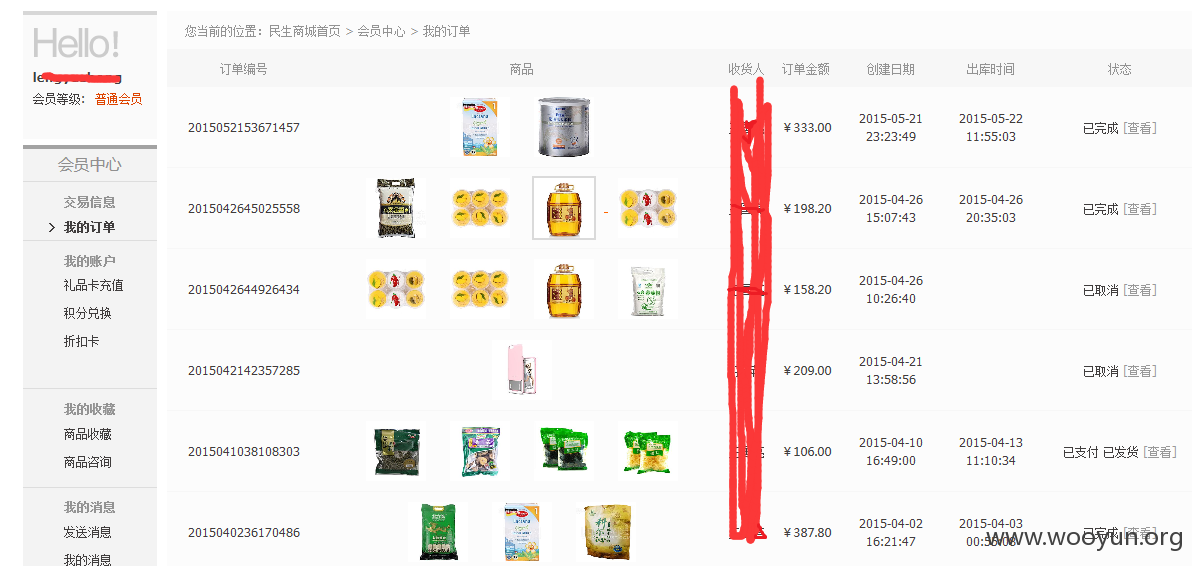 Hello!
会员等级： 普通会员
会员中心
交易信息
我的订单
我的账户
礼品卡充值
积分兑换
折扣卡
我的收藏
商品收藏
商品咨询
我的消息
发送消息
我的消息
您当前的位置：民生商城首页 > 会员中心 > 我的订单
订单编号 商品 收货人 订单金额 创建日期 出库时间 状态
2015052153671457 ￥333.00 2015-05-21 23:23:49 2015-05-22 11:55:03 已完成 [查看]
2015042645025558 ￥198.20 2015-04-26 15:07:43 2015-04-26 20:35:03 已完成 [查看]
2015042644926434 ￥158.20 2015-04-26 10:26:40 已取消 [查看]
2015042142357285 ￥209.00 2015-04-21 13:58:56 已取消 [查看]
2015041038108303 ￥106.00 2015-04-10 16:49:00 2015-04-13 11:10:34 已支付 已发货 [查看]
2015040236170486 ￥387.80 2015-04-02 16:21:47 2015-04-03 已完成 [查看]
www.wooyun.org